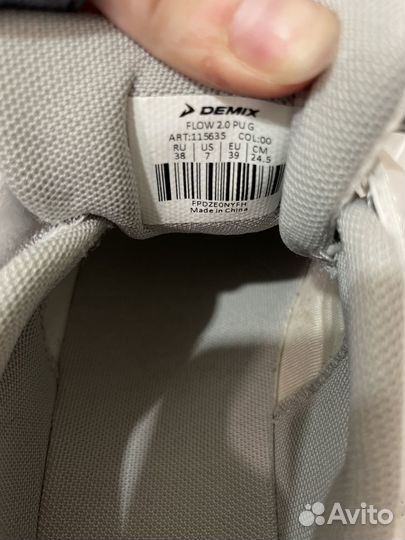 DEMIX
FLOW 2.0 PU G
ART:115635 COL:00
RU US EU CM
38 7 39 24.5
FPDZE0NYFH
Made in China
Avito